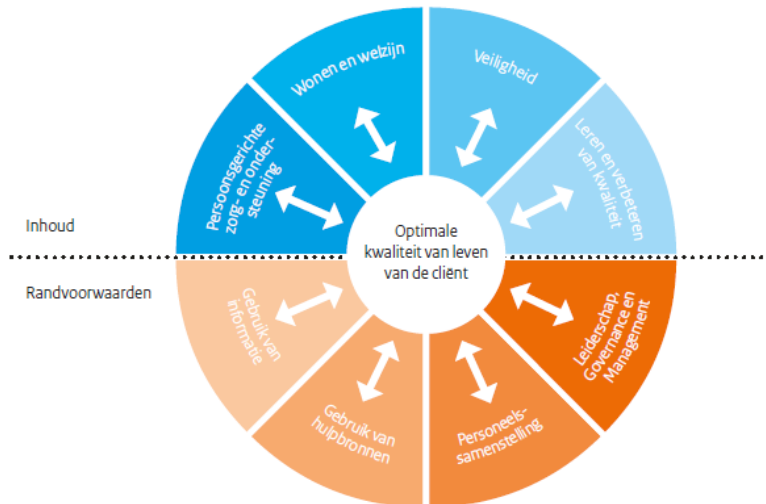 Wonen en welzijn
Veiligheid
Persoonsgerichte
zorg- en onder-
steuning
Leren en verbeteren
van kwaliteit
Inhoud
Optimale
kwaliteit van leven
van de cliënt
Randvoorwaarden
Gebruik van
informatie
Leiderschap,
Governance en
Management
Gebruik van
hulpbronnen
Personeels-
samenstelling